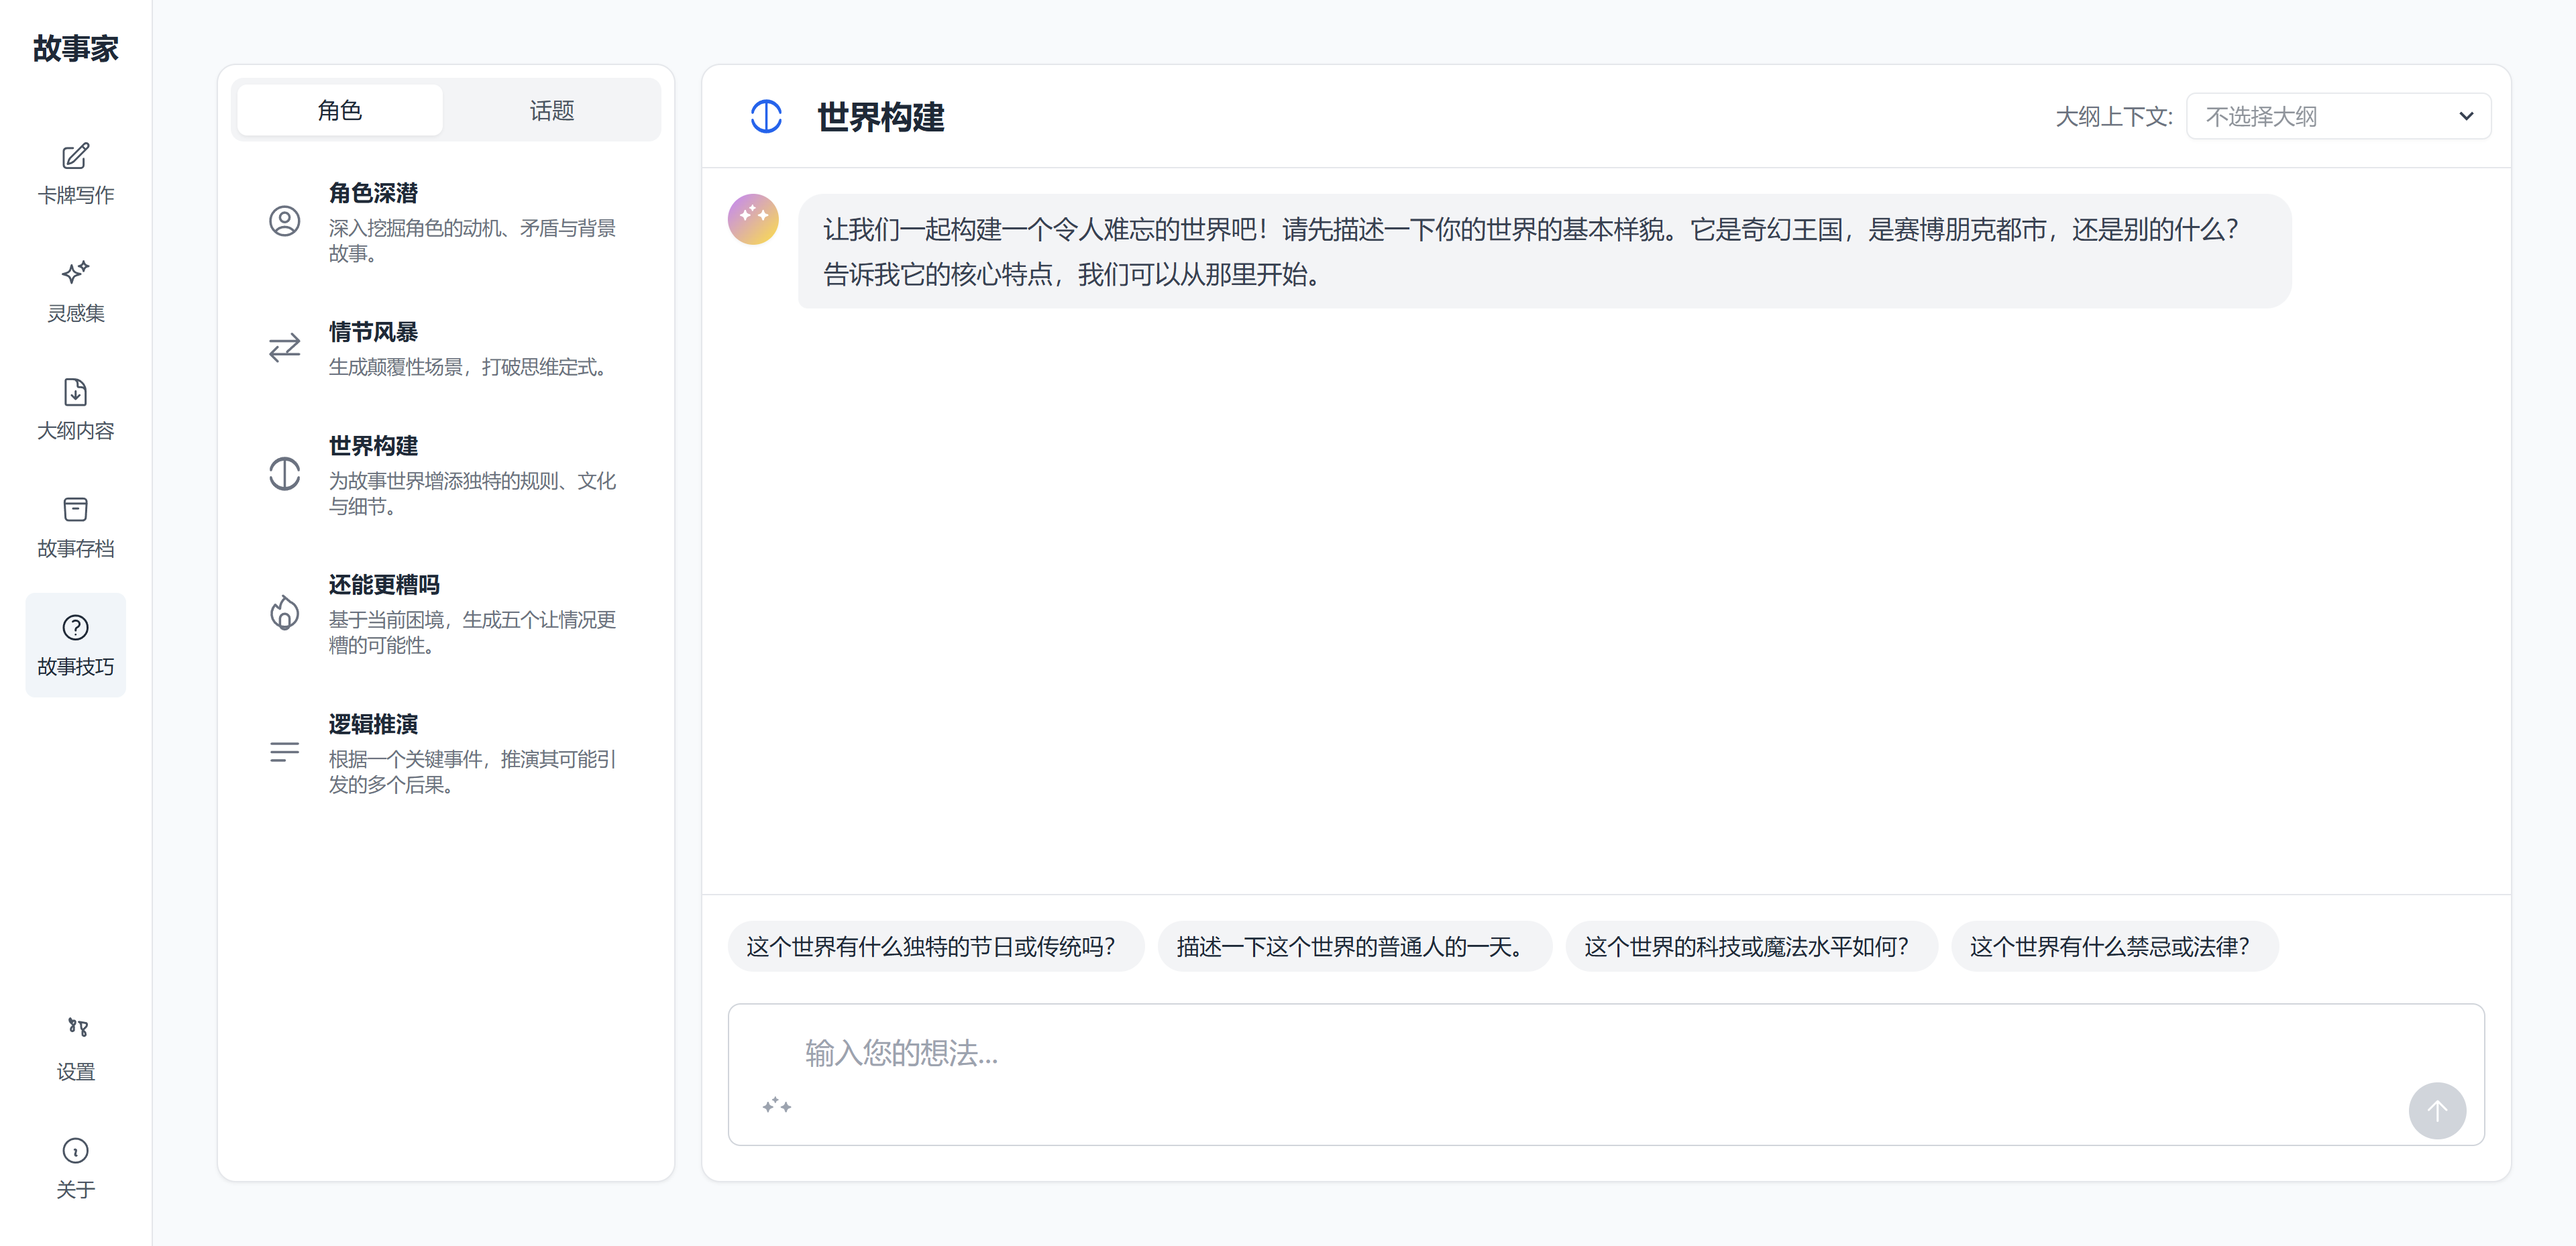 故事家
卡牌写作
灵感集
大纲内容
故事存档
故事技巧
设置
关于
角色
话题
角色深潜
深入挖掘角色的动机、矛盾与背景
故事。
情节风暴
生成颠覆性场景，打破思维定式。
世界构建
为故事世界增添独特的规则、文化
与细节。
还能更糟吗
基于当前困境，生成五个让情况更
糟的可能性。
逻辑推演
根据一个关键事件，推演其可能引
发的多个后果。
世界构建
大纲上下文:
不选择大纲
让我们一起构建一个令人难忘的世界吧！请先描述一下你的世界的基本样貌。它是奇幻王国，是赛博朋克都市，还是别的什么？
告诉我它的核心特点，我们可以从那里开始。
这个世界有什么独特的节日或传统吗？
描述一下这个世界的普通人的一天。
这个世界的科技或魔法水平如何？
这个世界有什么禁忌或法律？
输入您的想法...